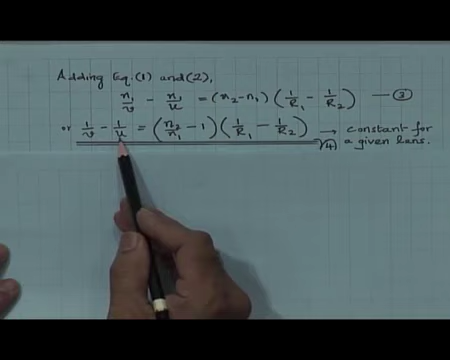 Adding Eq.(1) and (2),
n₁/v − n₁/u = (n₂−n₁) (1/R₁ − 1/R₂) — ③
or 1/v − 1/u = (n₂/n₁ − 1) (1/R₁ − 1/R₂) → constant for
(4) a given lens.